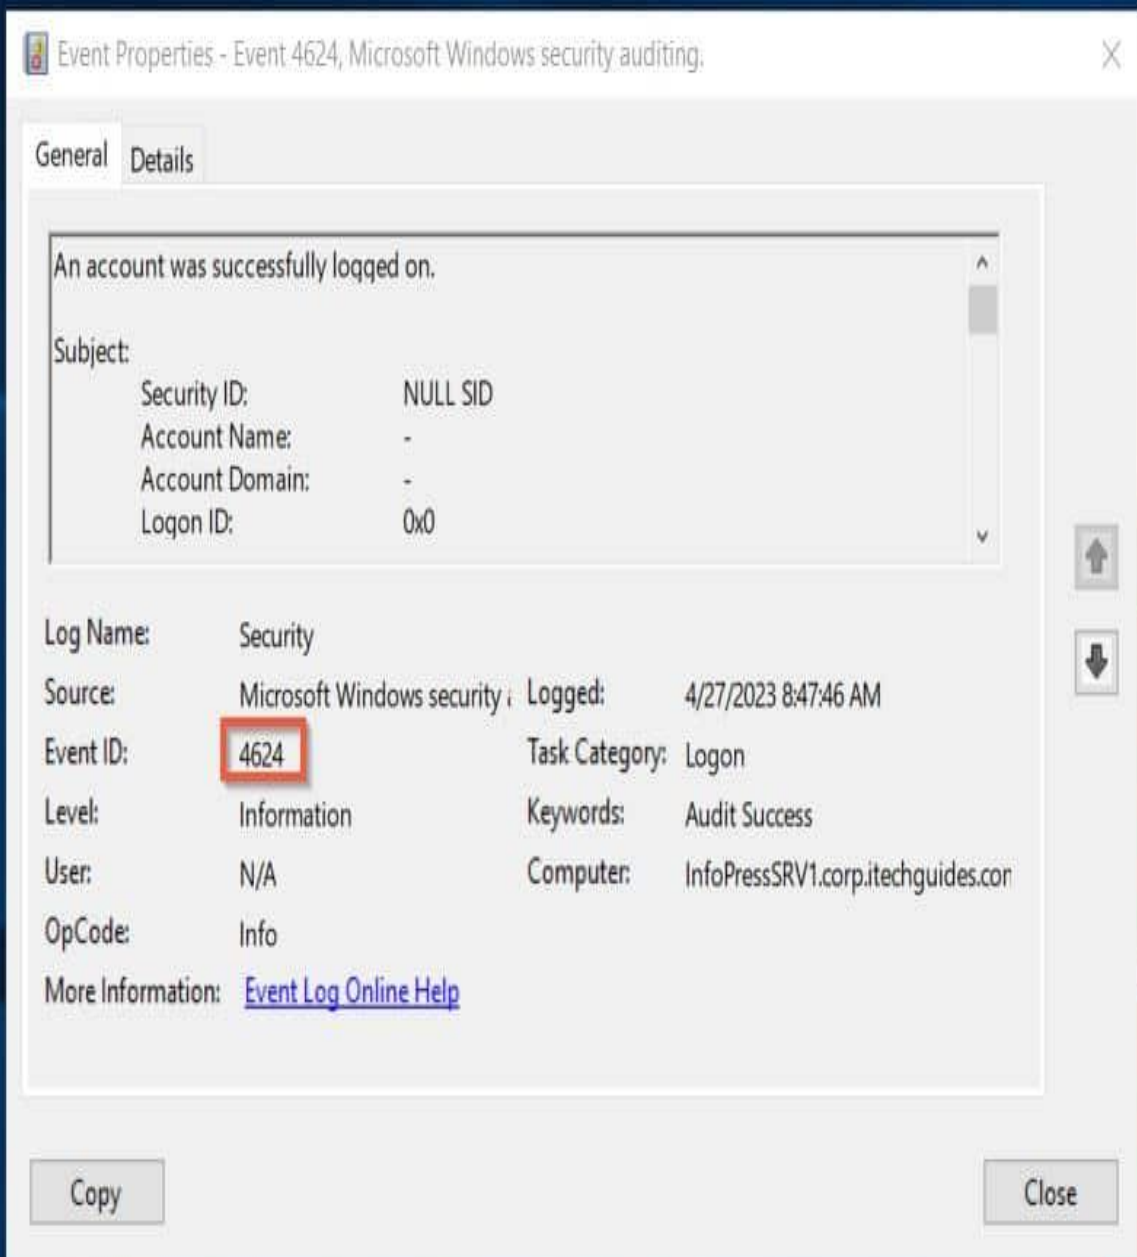 Event Properties - Event 4624, Microsoft Windows security auditing.
General Details
An account was successfully logged on.
Subject:
Security ID: NULL SID
Account Name: -
Account Domain: -
Logon ID: 0x0
Log Name: Security
Source: Microsoft Windows security Logged: 4/27/2023 8:47:46 AM
Event ID: 4624 Task Category: Logon
Level: Information Keywords: Audit Success
User: N/A Computer: InfoPressSRV1.corp.itechguides.com
OpCode: Info
More Information: Event Log Online Help
Copy Close